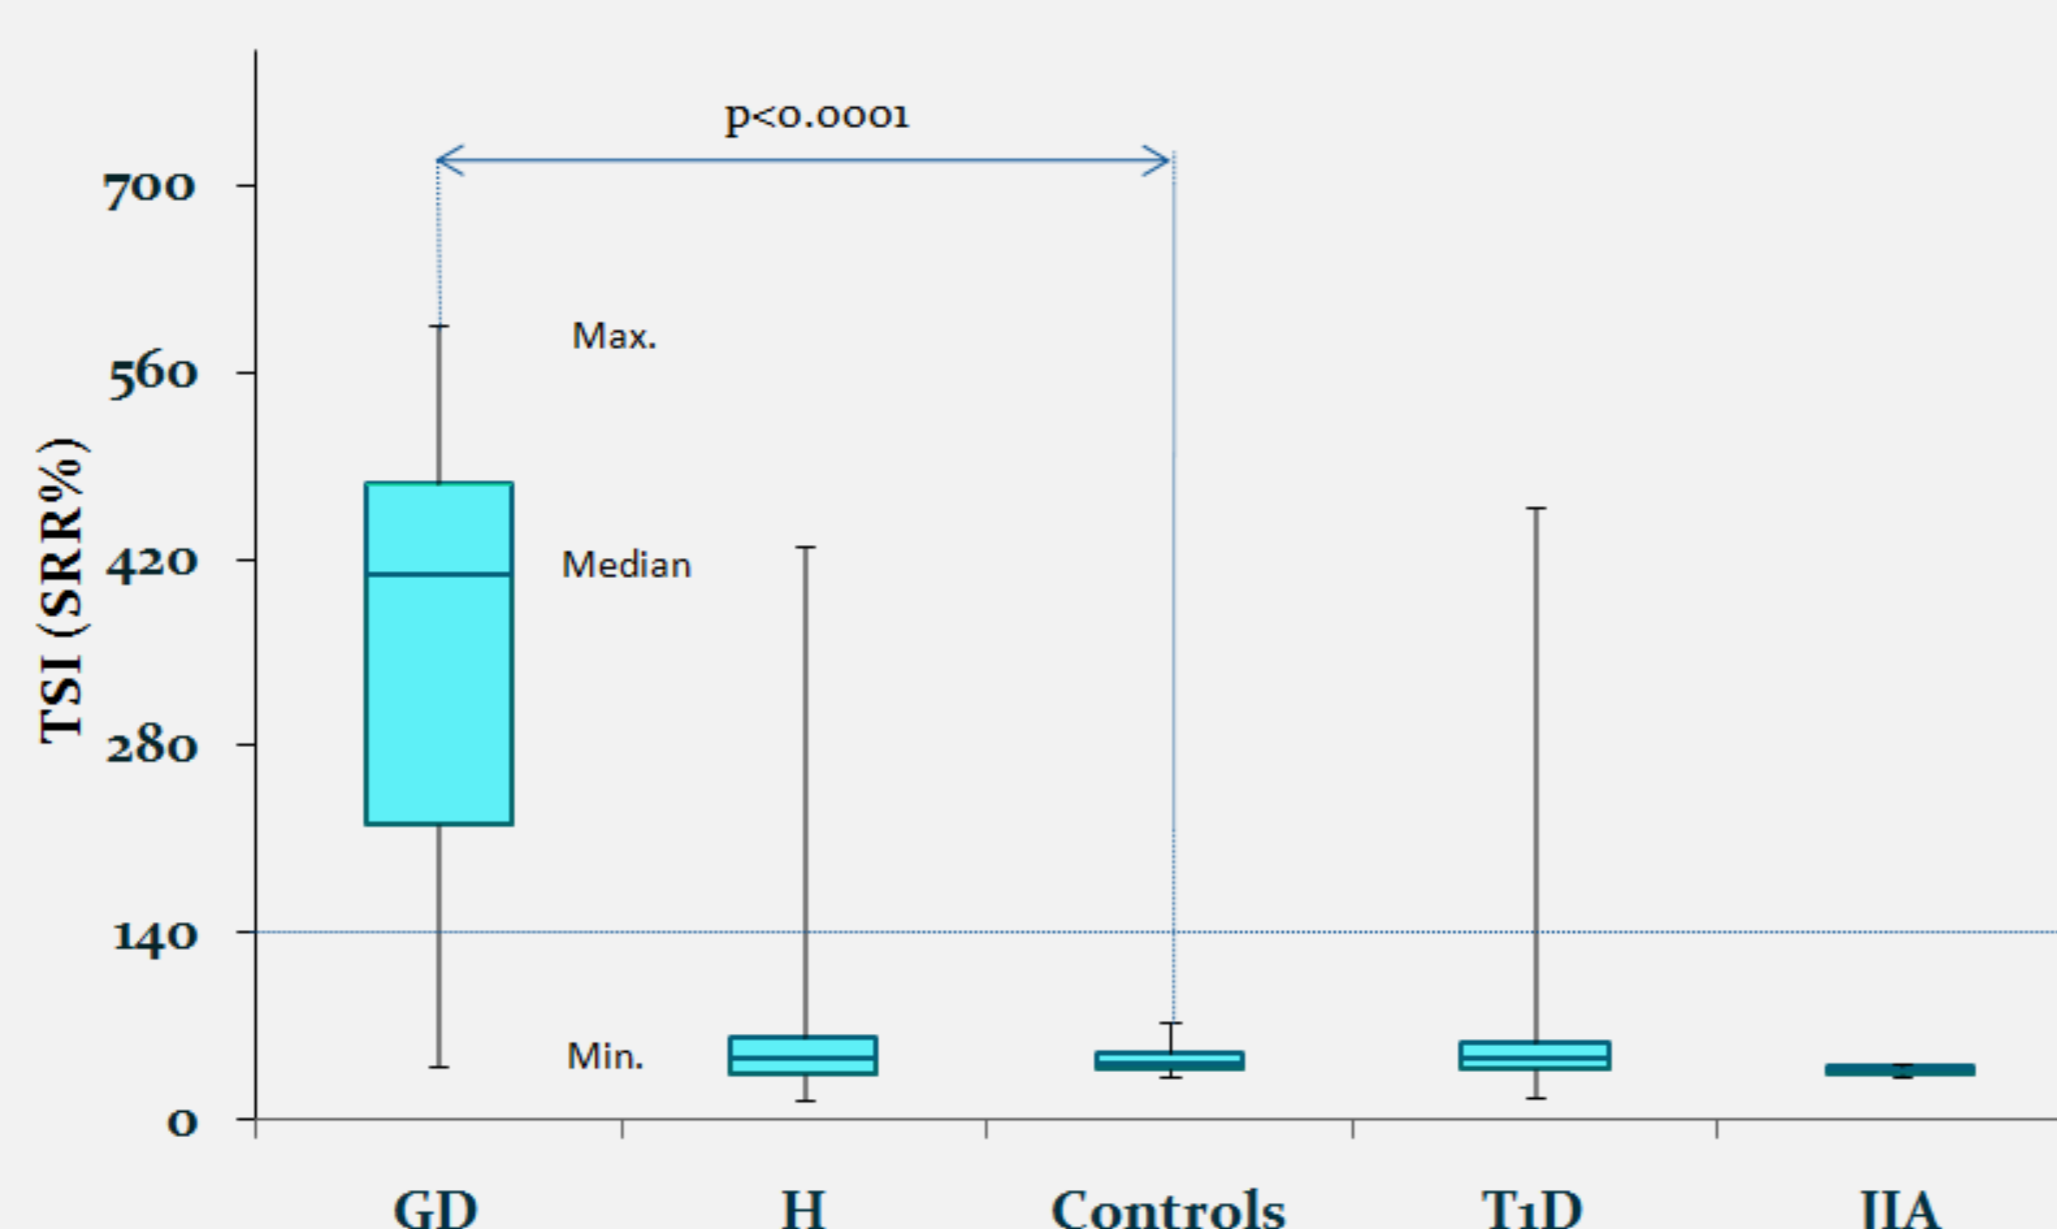 p<0.0001
700
Max.
560
TSI (SRR%)
420
Median
280
140
Min.
0
GD
H
Controls
T1D
JIA